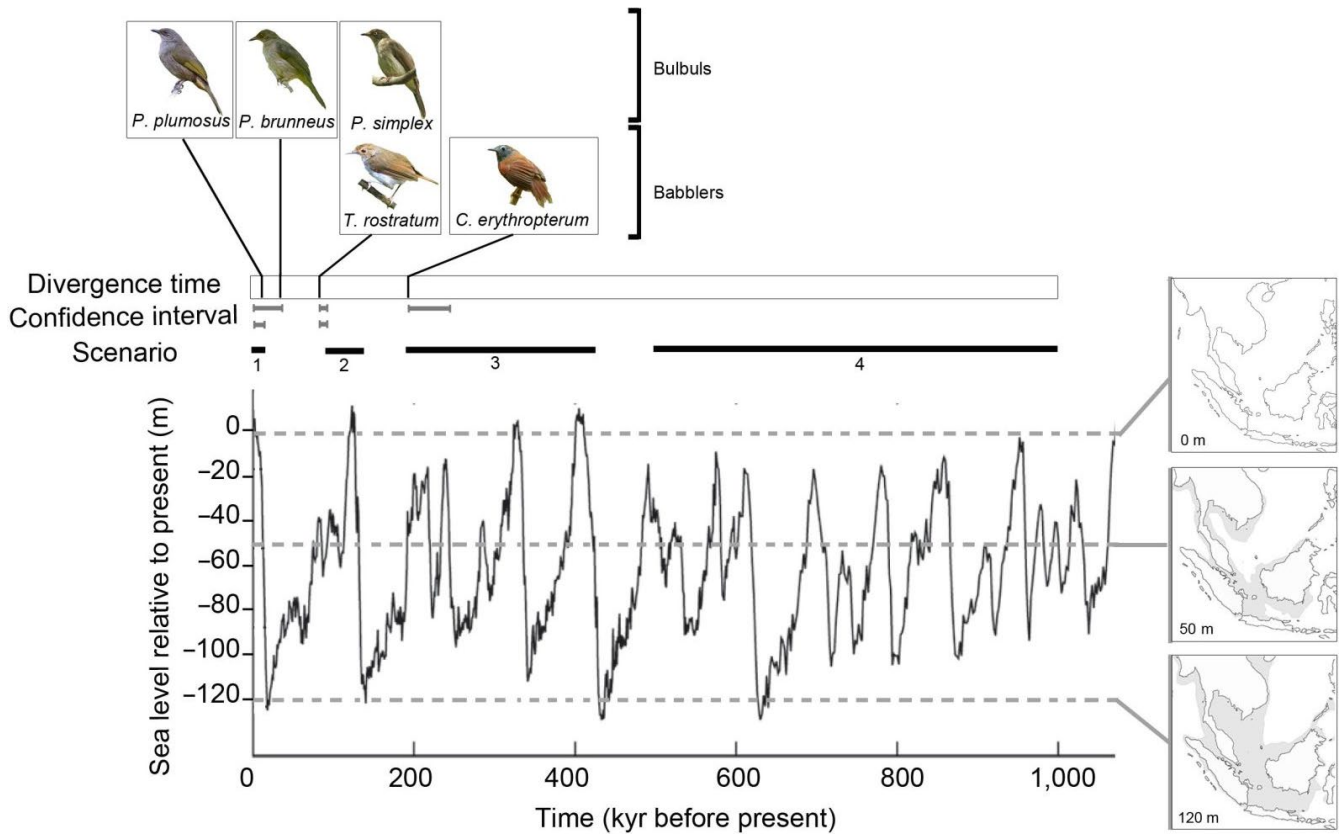 P. plumosus P. brunneus P. simplex
Bulbuls
T. rostratum C. erythropterum
Babblers
Divergence time
Confidence interval
Scenario
1 2 3 4
Sea level relative to present (m)
0
−20
−40
−60
−80
−100
−120
0 200 400 600 800 1,000
Time (kyr before present)
0 m
50 m
120 m